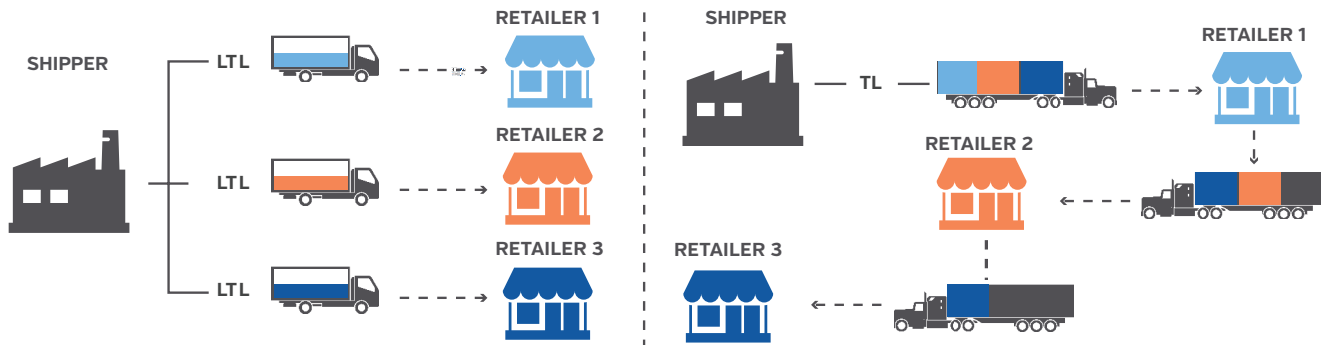 SHIPPER
LTL
RETAILER 1
LTL
RETAILER 2
LTL
RETAILER 3
SHIPPER
TL
RETAILER 1
RETAILER 2
RETAILER 3